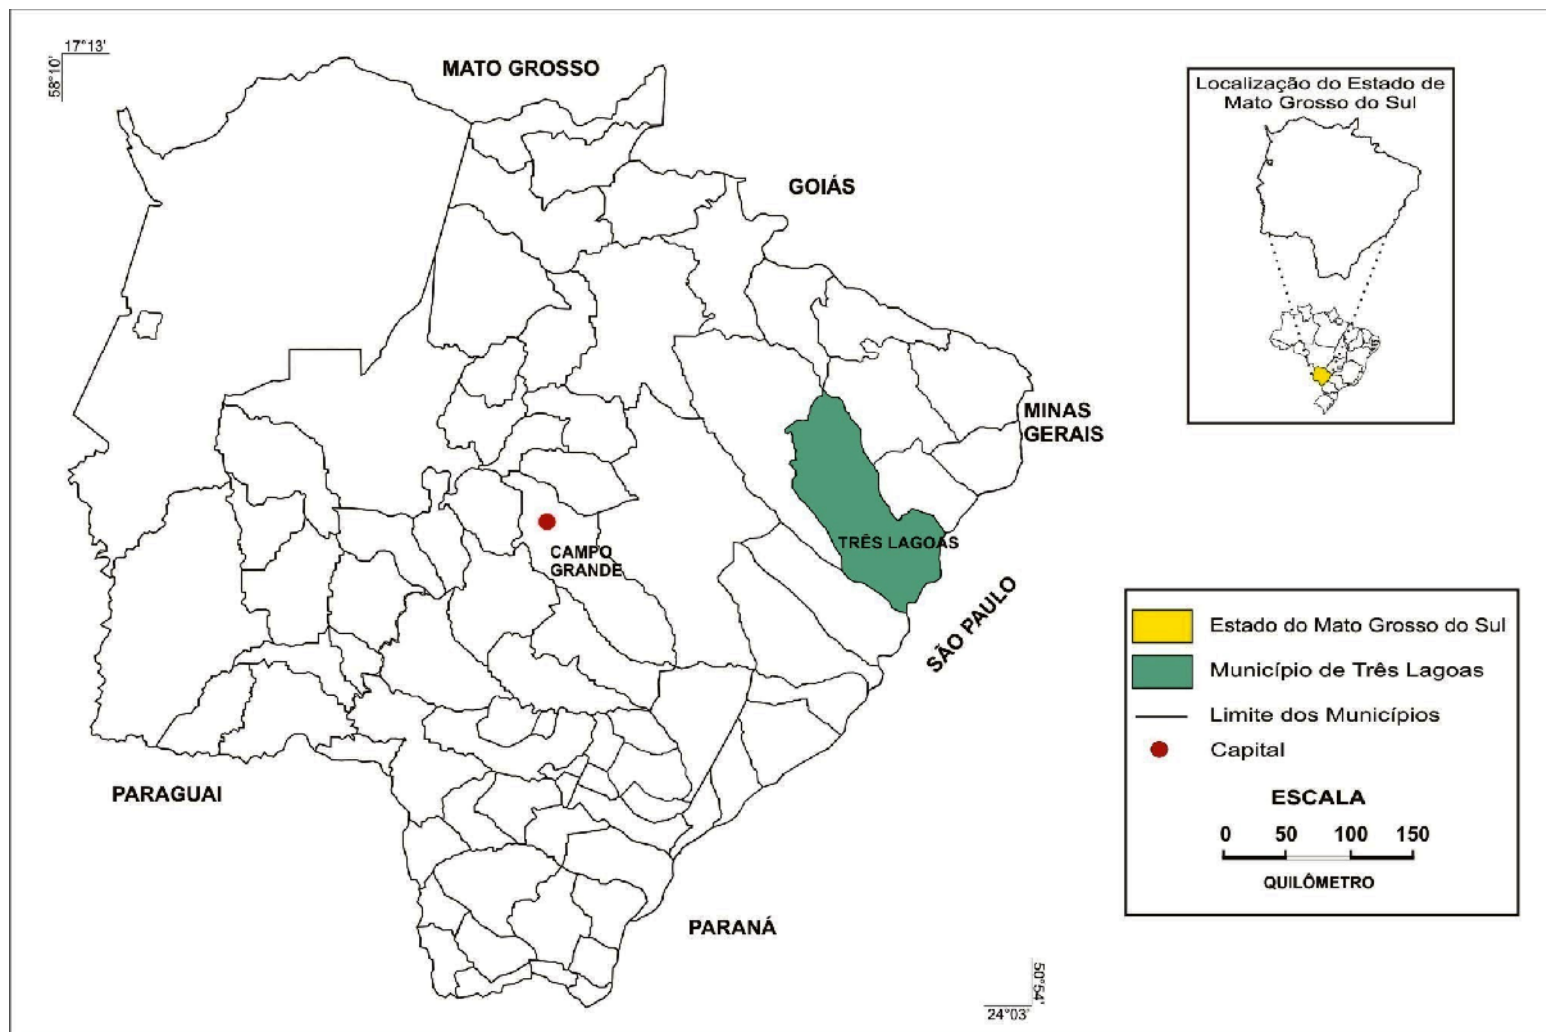 17°13'
58°10'
MATO GROSSO
GOIÁS
MINAS
GERAIS
TRÊS LAGOAS
CAMPO
GRANDE
SÃO PAULO
PARAGUAI
PARANÁ
50°54'
24°03'
Localização do Estado de
Mato Grosso do Sul
Estado do Mato Grosso do Sul
Município de Três Lagoas
Limite dos Municípios
Capital
ESCALA
0 50 100 150
QUILÔMETRO